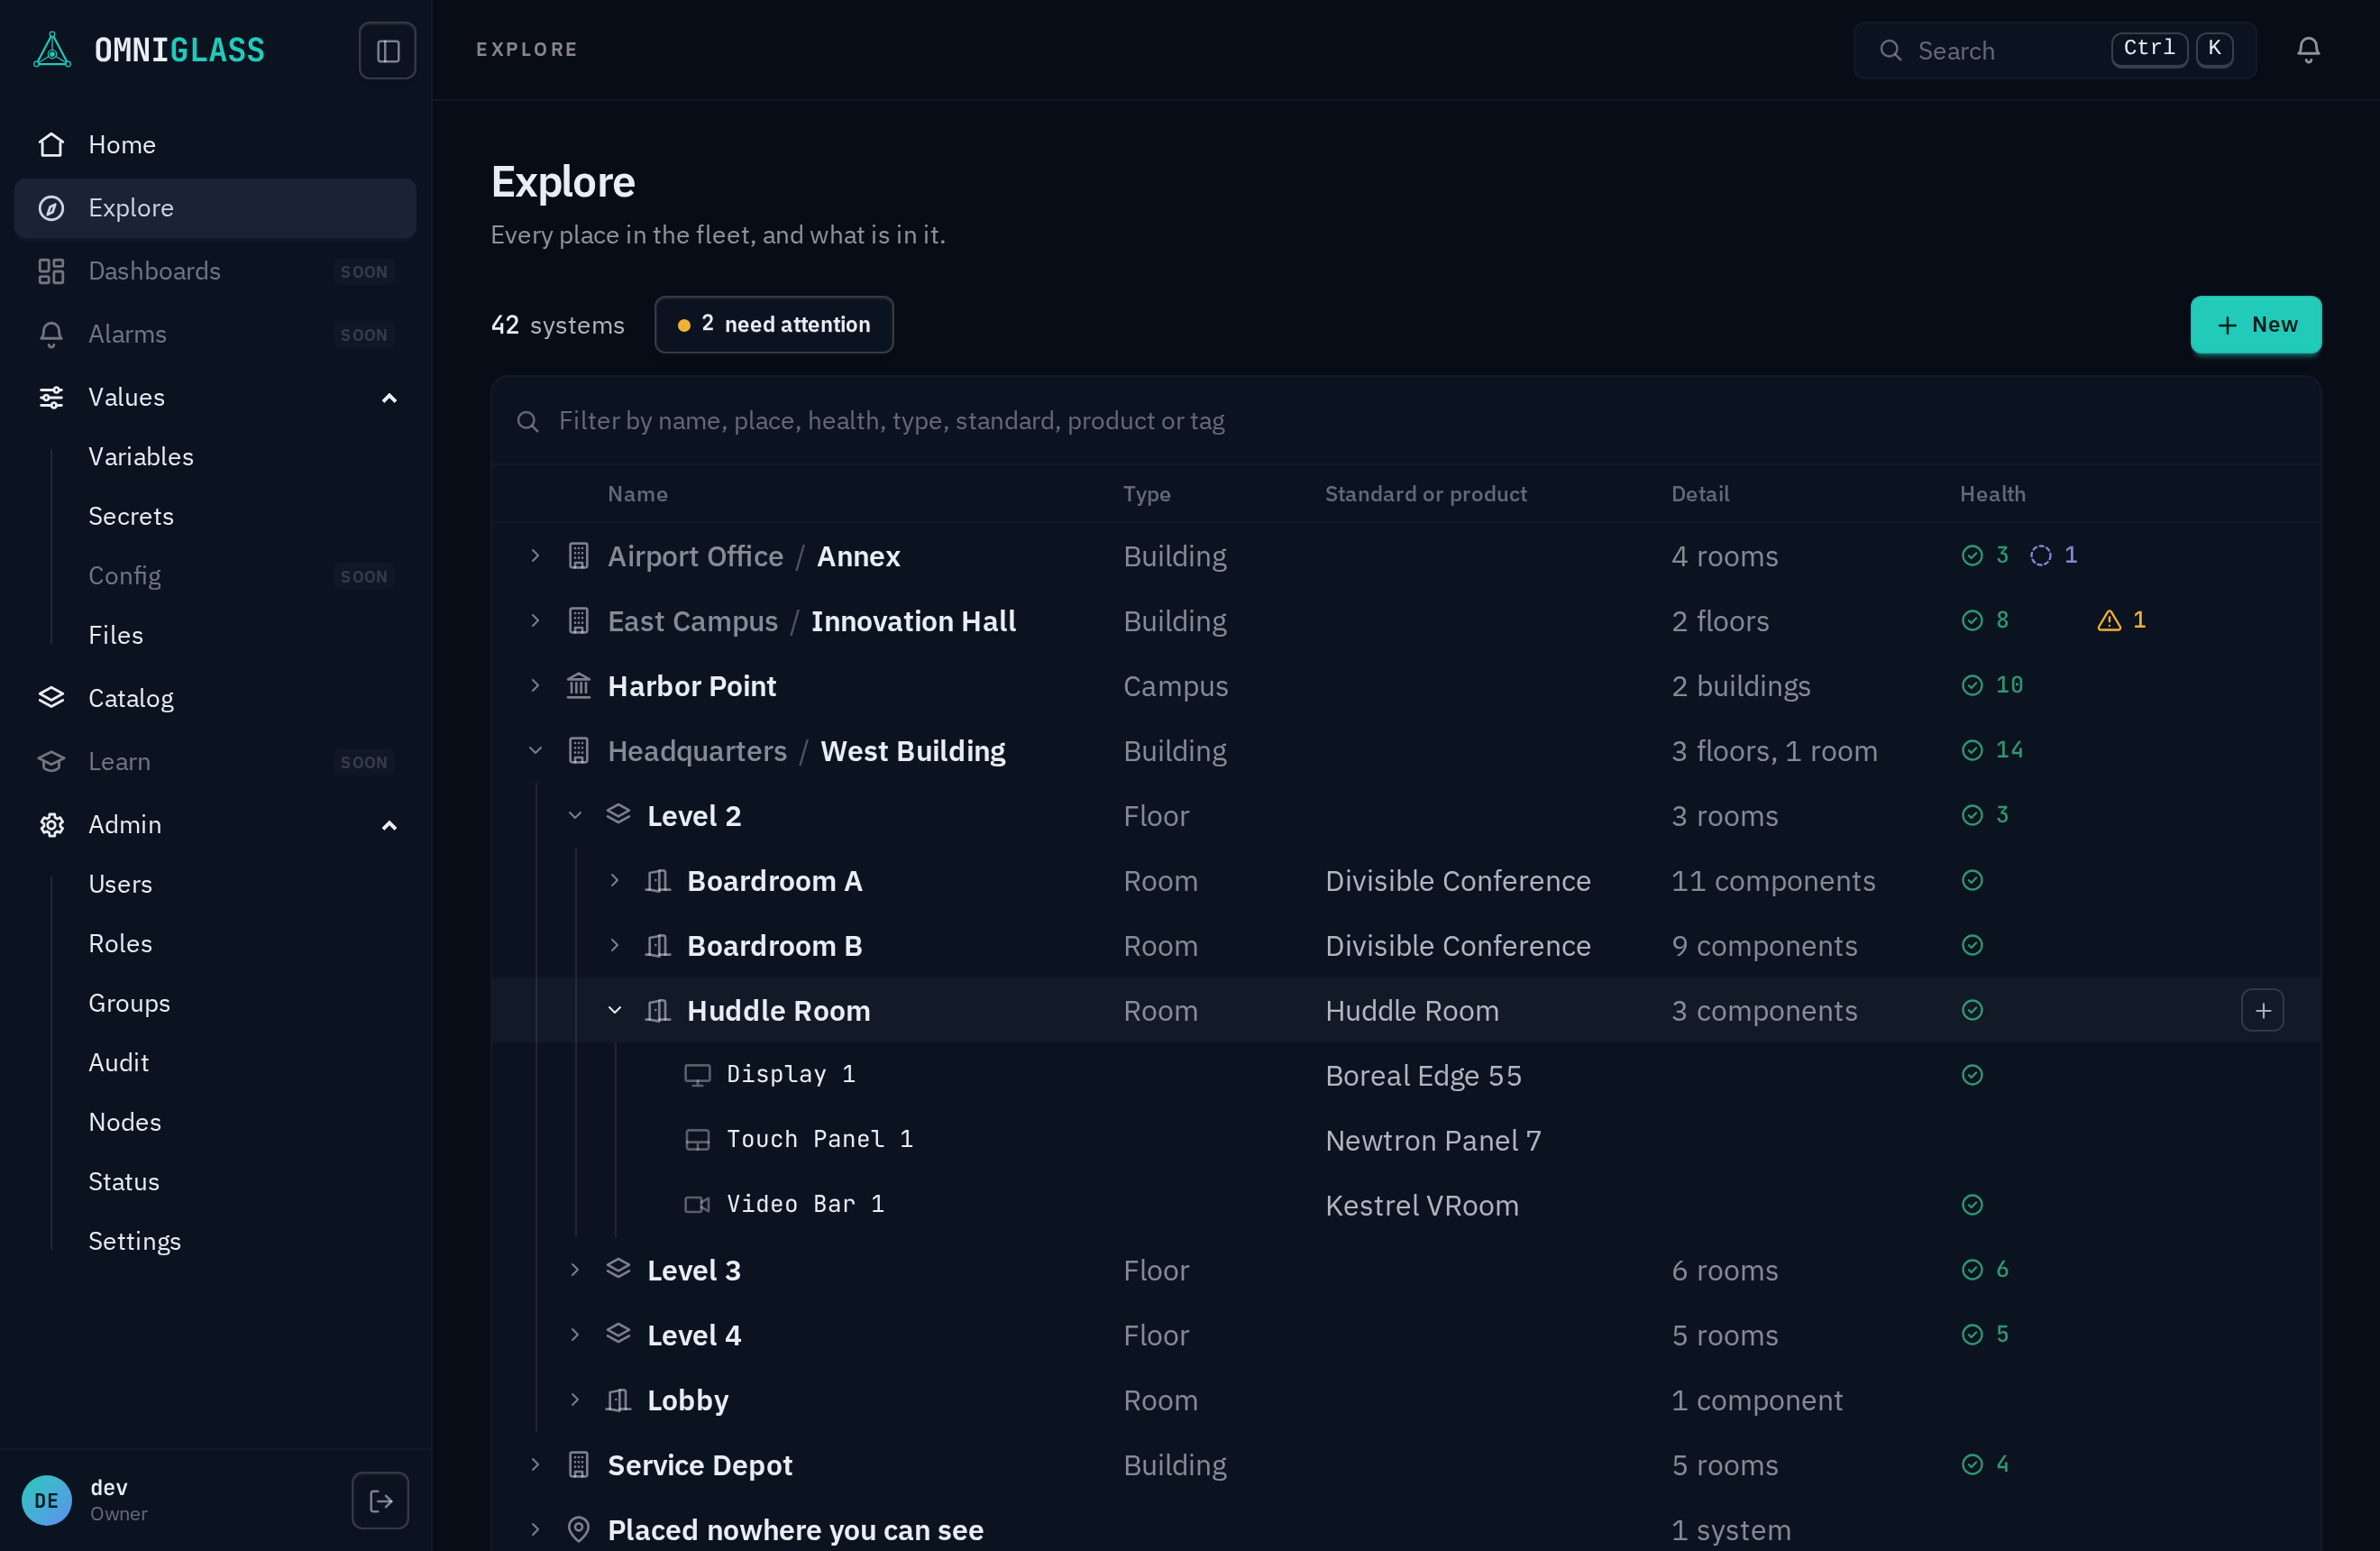 OMNIGLASS
EXPLORE
Search Ctrl K
Home
Explore
Dashboards SOON
Alarms SOON
Values
Variables
Secrets
Config SOON
Files
Catalog
Learn SOON
Admin
Users
Roles
Groups
Audit
Nodes
Status
Settings
DE dev
Owner
Explore
Every place in the fleet, and what is in it.
42 systems 2 need attention New
Filter by name, place, health, type, standard, product or tag
Name Type Standard or product Detail Health
Airport Office / Annex Building 4 rooms 3 1
East Campus / Innovation Hall Building 2 floors 8 1
Harbor Point Campus 2 buildings 10
Headquarters / West Building Building 3 floors, 1 room 14
Level 2 Floor 3 rooms 3
Boardroom A Room Divisible Conference 11 components
Boardroom B Room Divisible Conference 9 components
Huddle Room Room Huddle Room 3 components
Display 1 Boreal Edge 55
Touch Panel 1 Newtron Panel 7
Video Bar 1 Kestrel VRoom
Level 3 Floor 6 rooms 6
Level 4 Floor 5 rooms 5
Lobby Room 1 component
Service Depot Building 5 rooms 4
Placed nowhere you can see 1 system